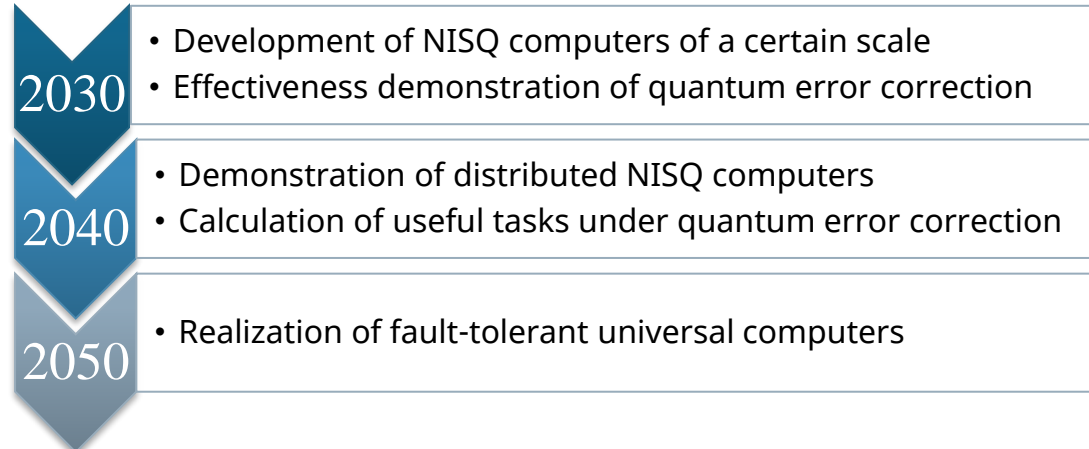 2030
• Development of NISQ computers of a certain scale
• Effectiveness demonstration of quantum error correction
2040
• Demonstration of distributed NISQ computers
• Calculation of useful tasks under quantum error correction
2050
• Realization of fault-tolerant universal computers